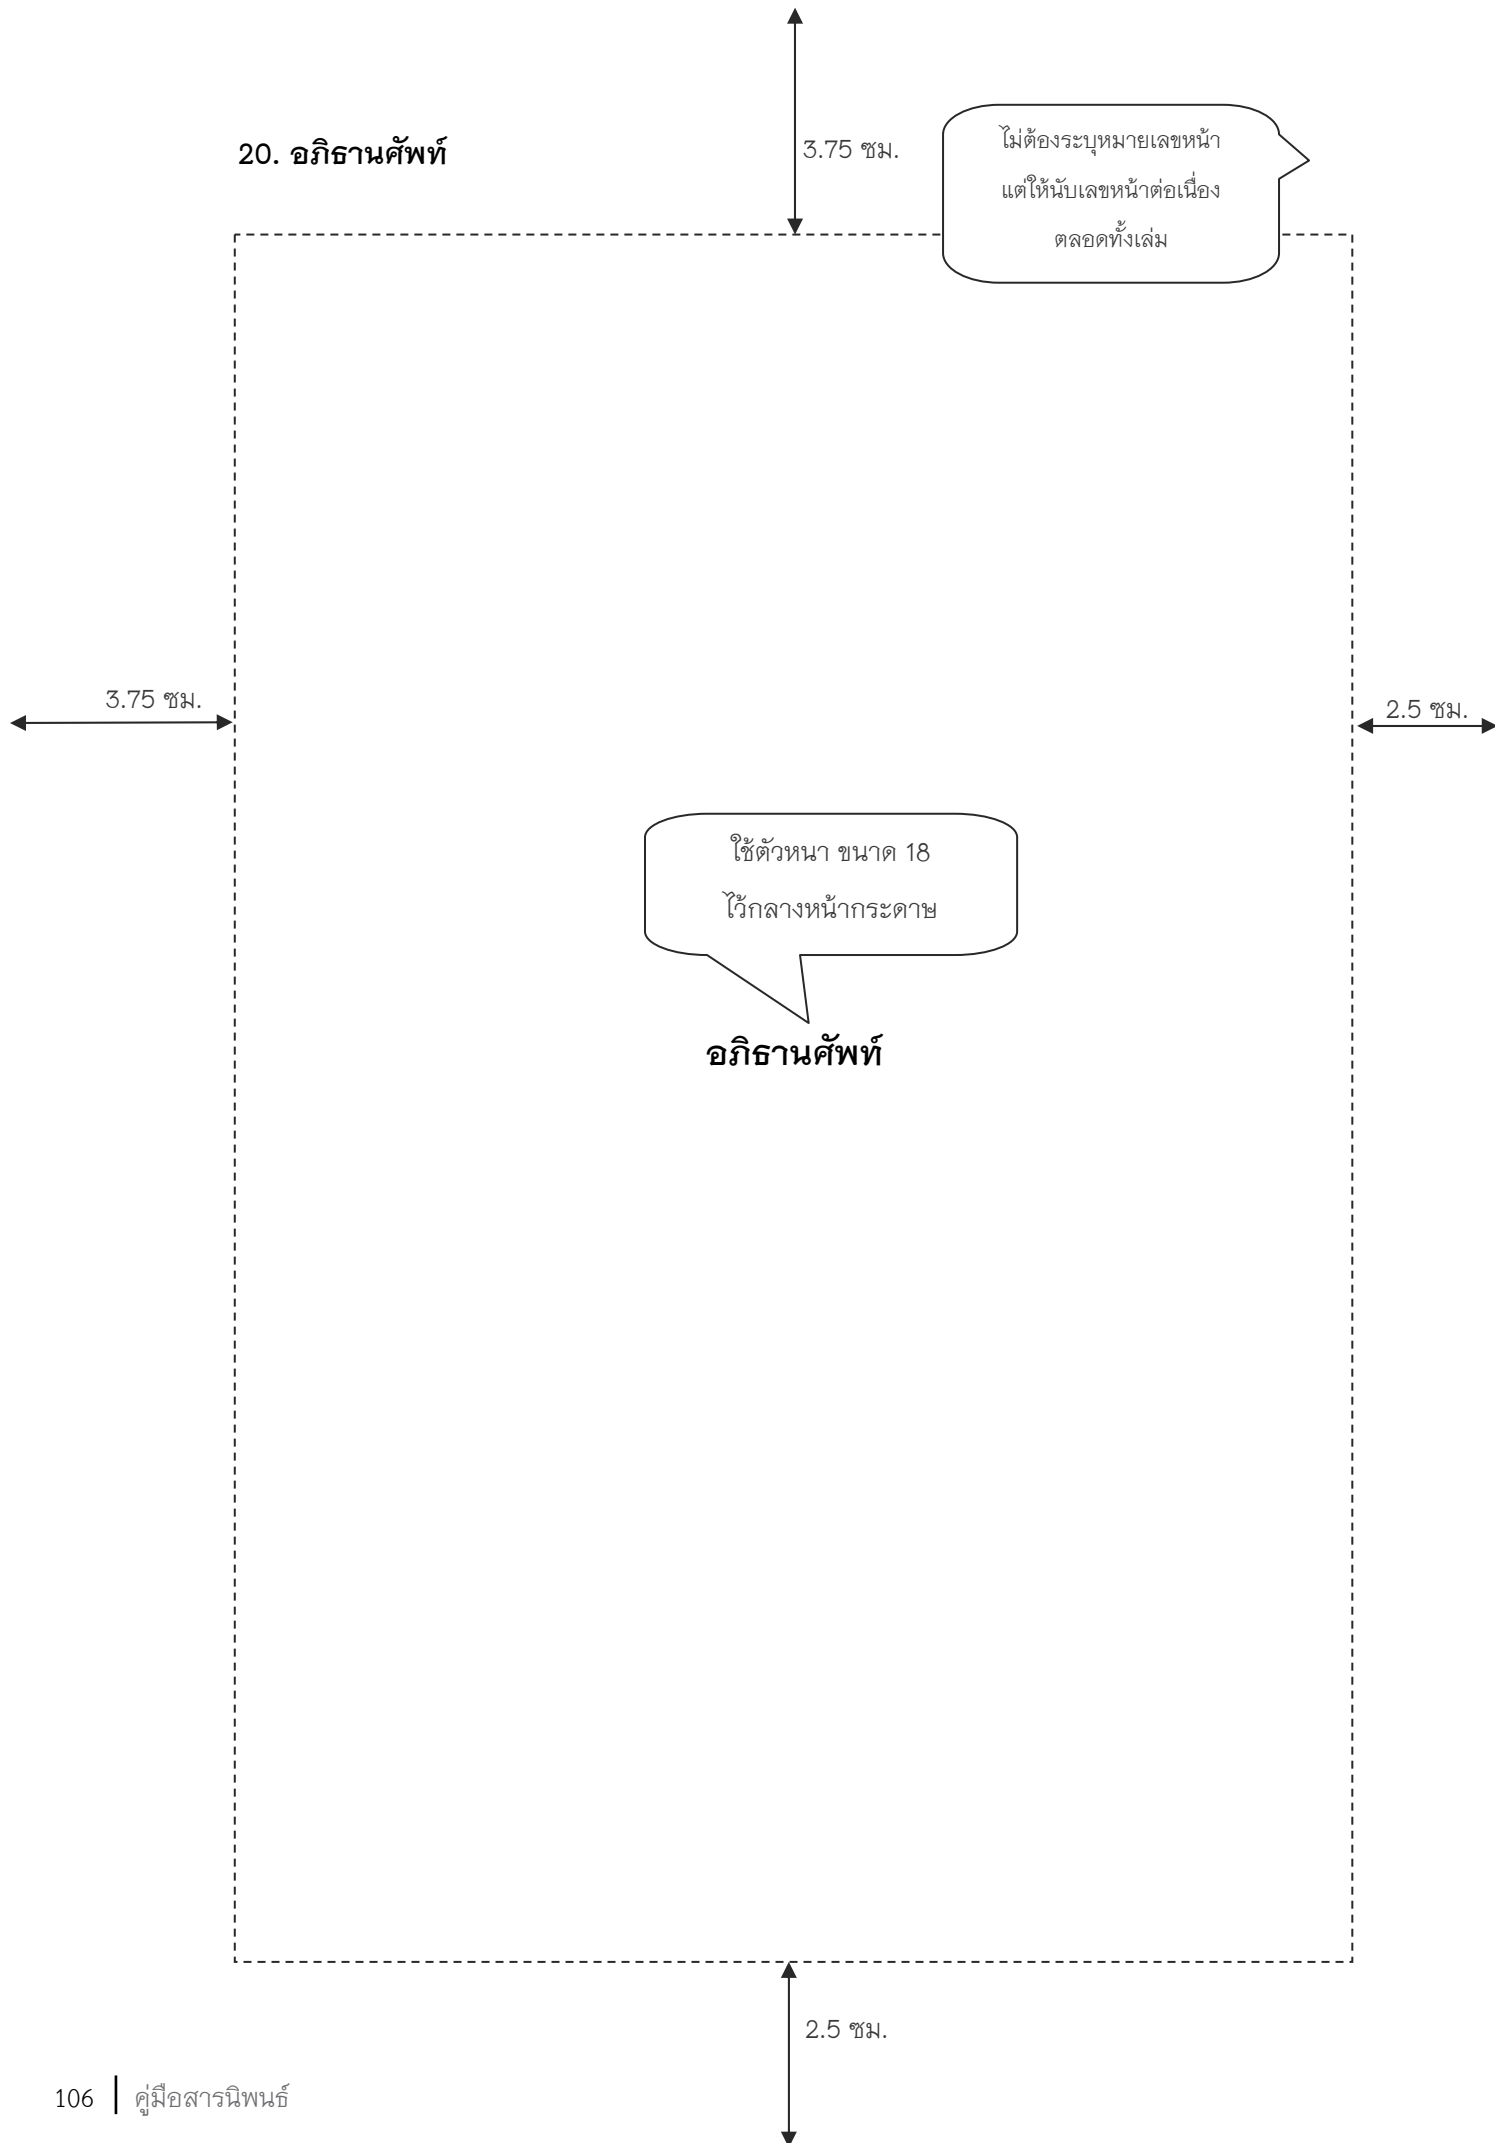 20. อภิธานศัพท์
3.75 ซม.
ไม่ต้องระบุหมายเลขหน้า
แต่ให้นับเลขหน้าต่อเนื่อง
ตลอดทั้งเล่ม
3.75 ซม.
2.5 ซม.
ใช้ตัวหนา ขนาด 18
ไว้กลางหน้ากระดาษ
อภิธานศัพท์
2.5 ซม.
106 | คู่มือสารนิพนธ์